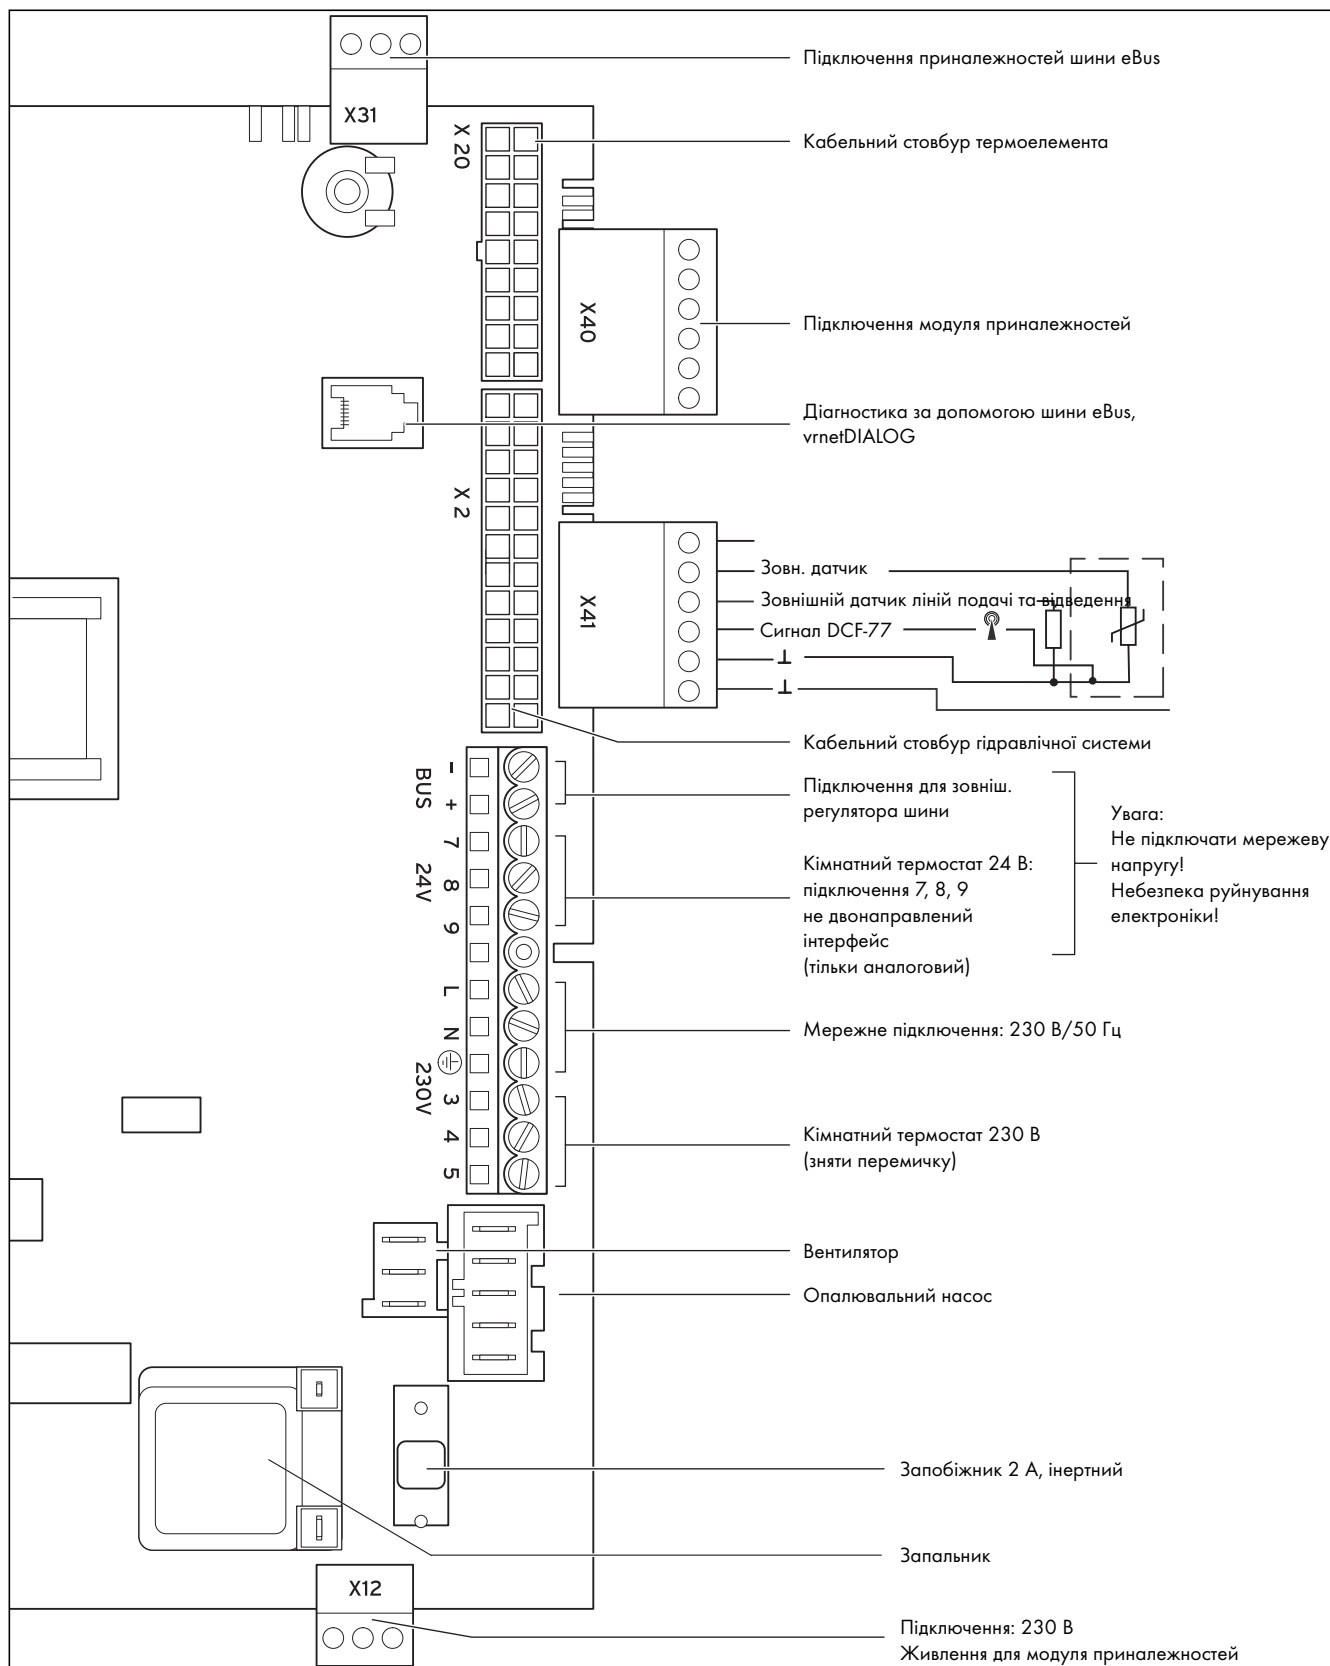 Підключення приналежностей шини eBus
X31
X 20
Кабельний стовбур термоелемента
X40
Підключення модуля приналежностей
Діагностика за допомогою шини eBus,
vrnetDIALOG
X 2
X41
Зовн. датчик
Зовнішній датчик ліній подачі та відведення
Сигнал DCF-77
Кабельний стовбур гідравлічної системи
BUS
-
+
Підключення для зовніш.
регулятора шини
24V
7
8
9
Кімнатний термостат 24 В:
підключення 7, 8, 9
не двонаправлений
інтерфейс
(тільки аналоговий)
Увага:
Не підключати мережеву
напругу!
Небезпека руйнування
електроніки!
L
N
230V
Мережне підключення: 230 В/50 Гц
3
4
5
Кімнатний термостат 230 В
(зняти перемичку)
Вентилятор
Опалювальний насос
Запобіжник 2 А, інертний
Запальник
X12
Підключення: 230 В
Живлення для модуля приналежностей